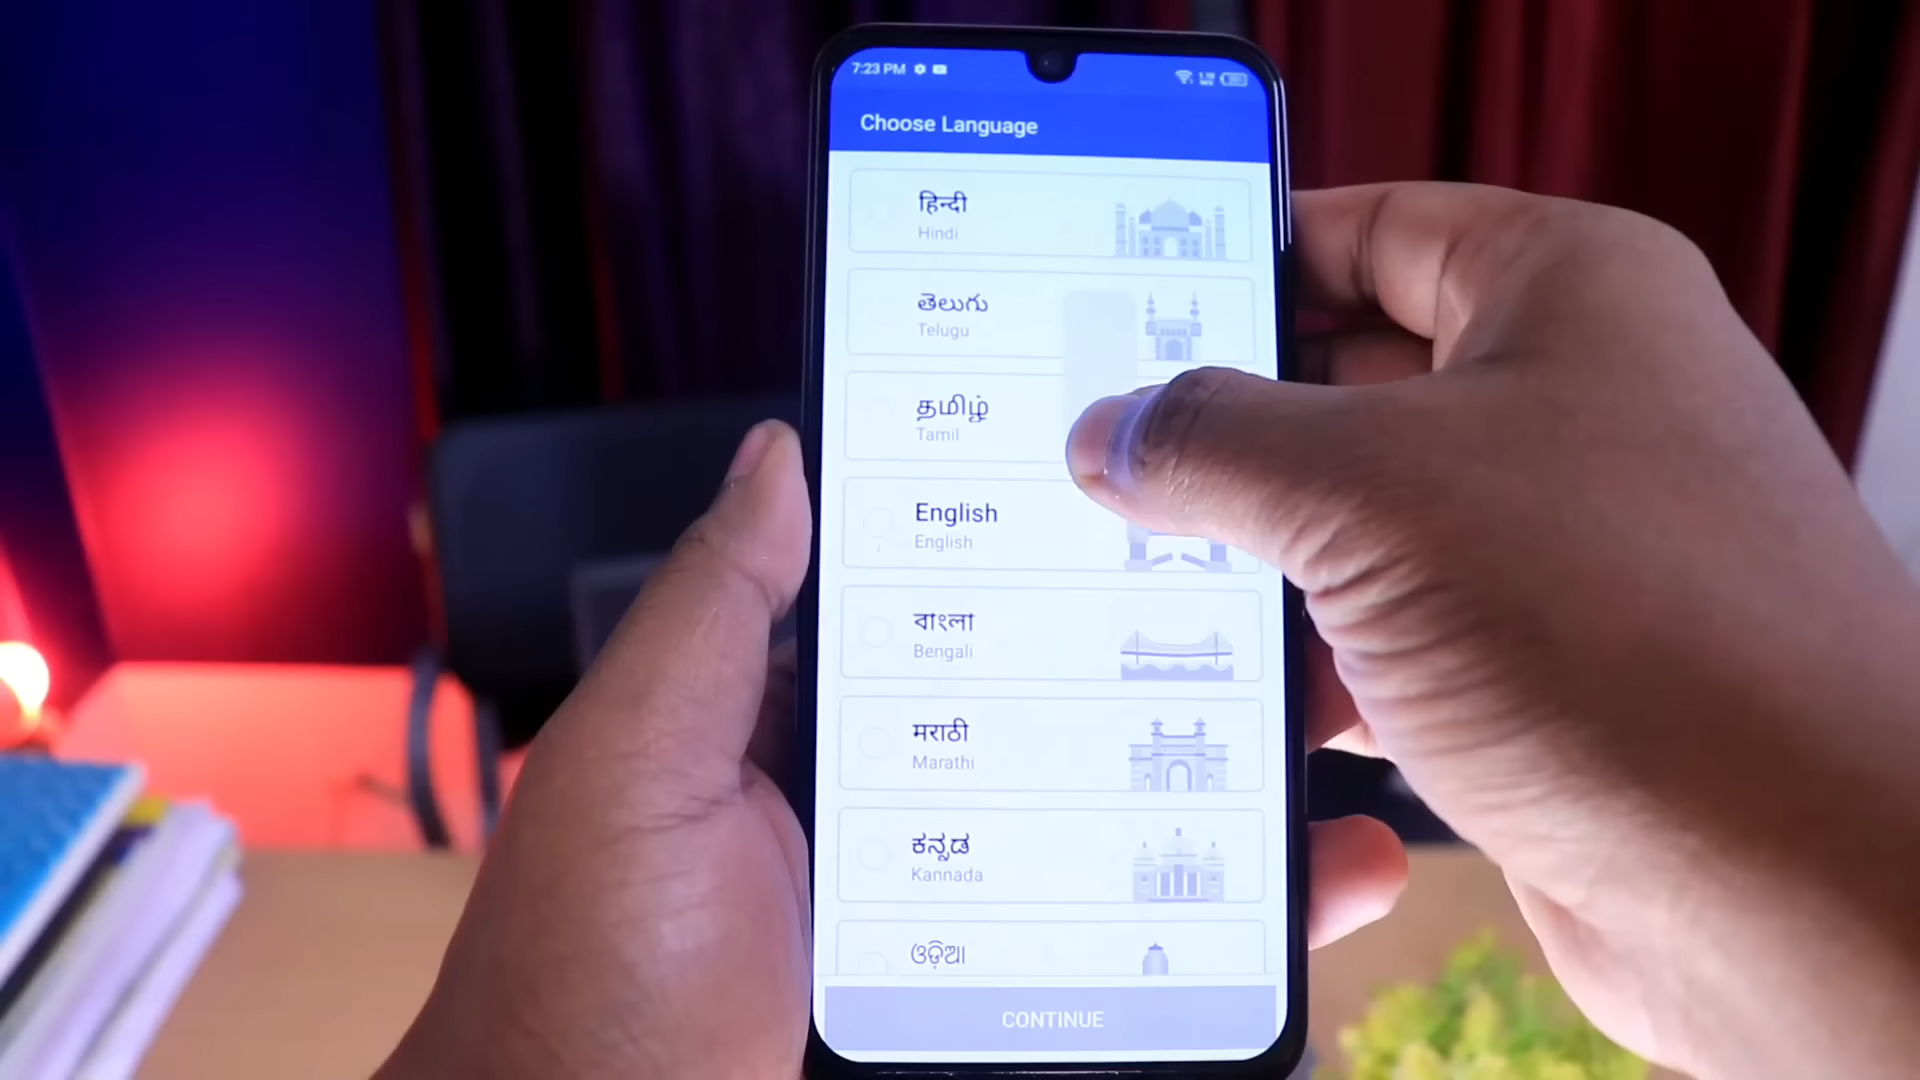 7:23 PM
Choose Language
हिन्दी
Hindi
తెలుగు
Telugu
தமிழ்
Tamil
English
English
বাংলা
Bengali
मराठी
Marathi
ಕನ್ನಡ
Kannada
ଓଡ଼ିଆ
CONTINUE